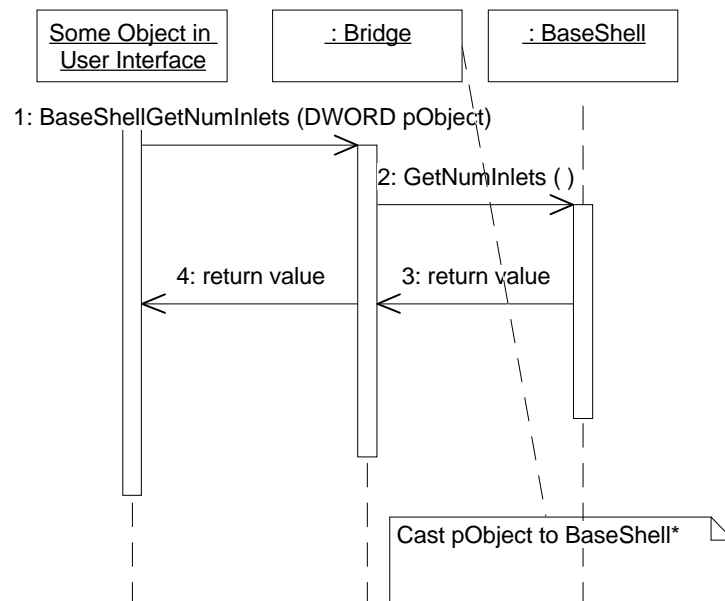 Some Object in
User Interface
: Bridge
: BaseShell
1: BaseShellGetNumInlets (DWORD pObject)
2: GetNumInlets ( )
4: return value
3: return value
Cast pObject to BaseShell*